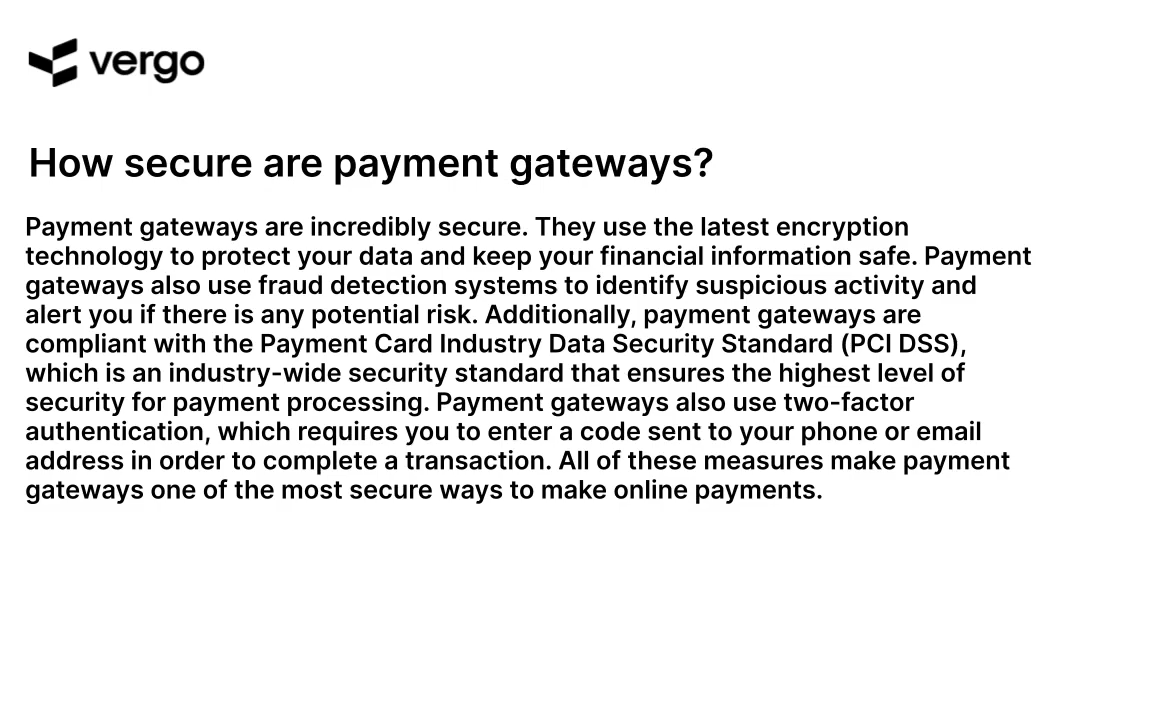 vergo
How secure are payment gateways?
Payment gateways are incredibly secure. They use the latest encryption
technology to protect your data and keep your financial information safe. Payment
gateways also use fraud detection systems to identify suspicious activity and
alert you if there is any potential risk. Additionally, payment gateways are
compliant with the Payment Card Industry Data Security Standard (PCI DSS),
which is an industry-wide security standard that ensures the highest level of
security for payment processing. Payment gateways also use two-factor
authentication, which requires you to enter a code sent to your phone or email
address in order to complete a transaction. All of these measures make payment
gateways one of the most secure ways to make online payments.